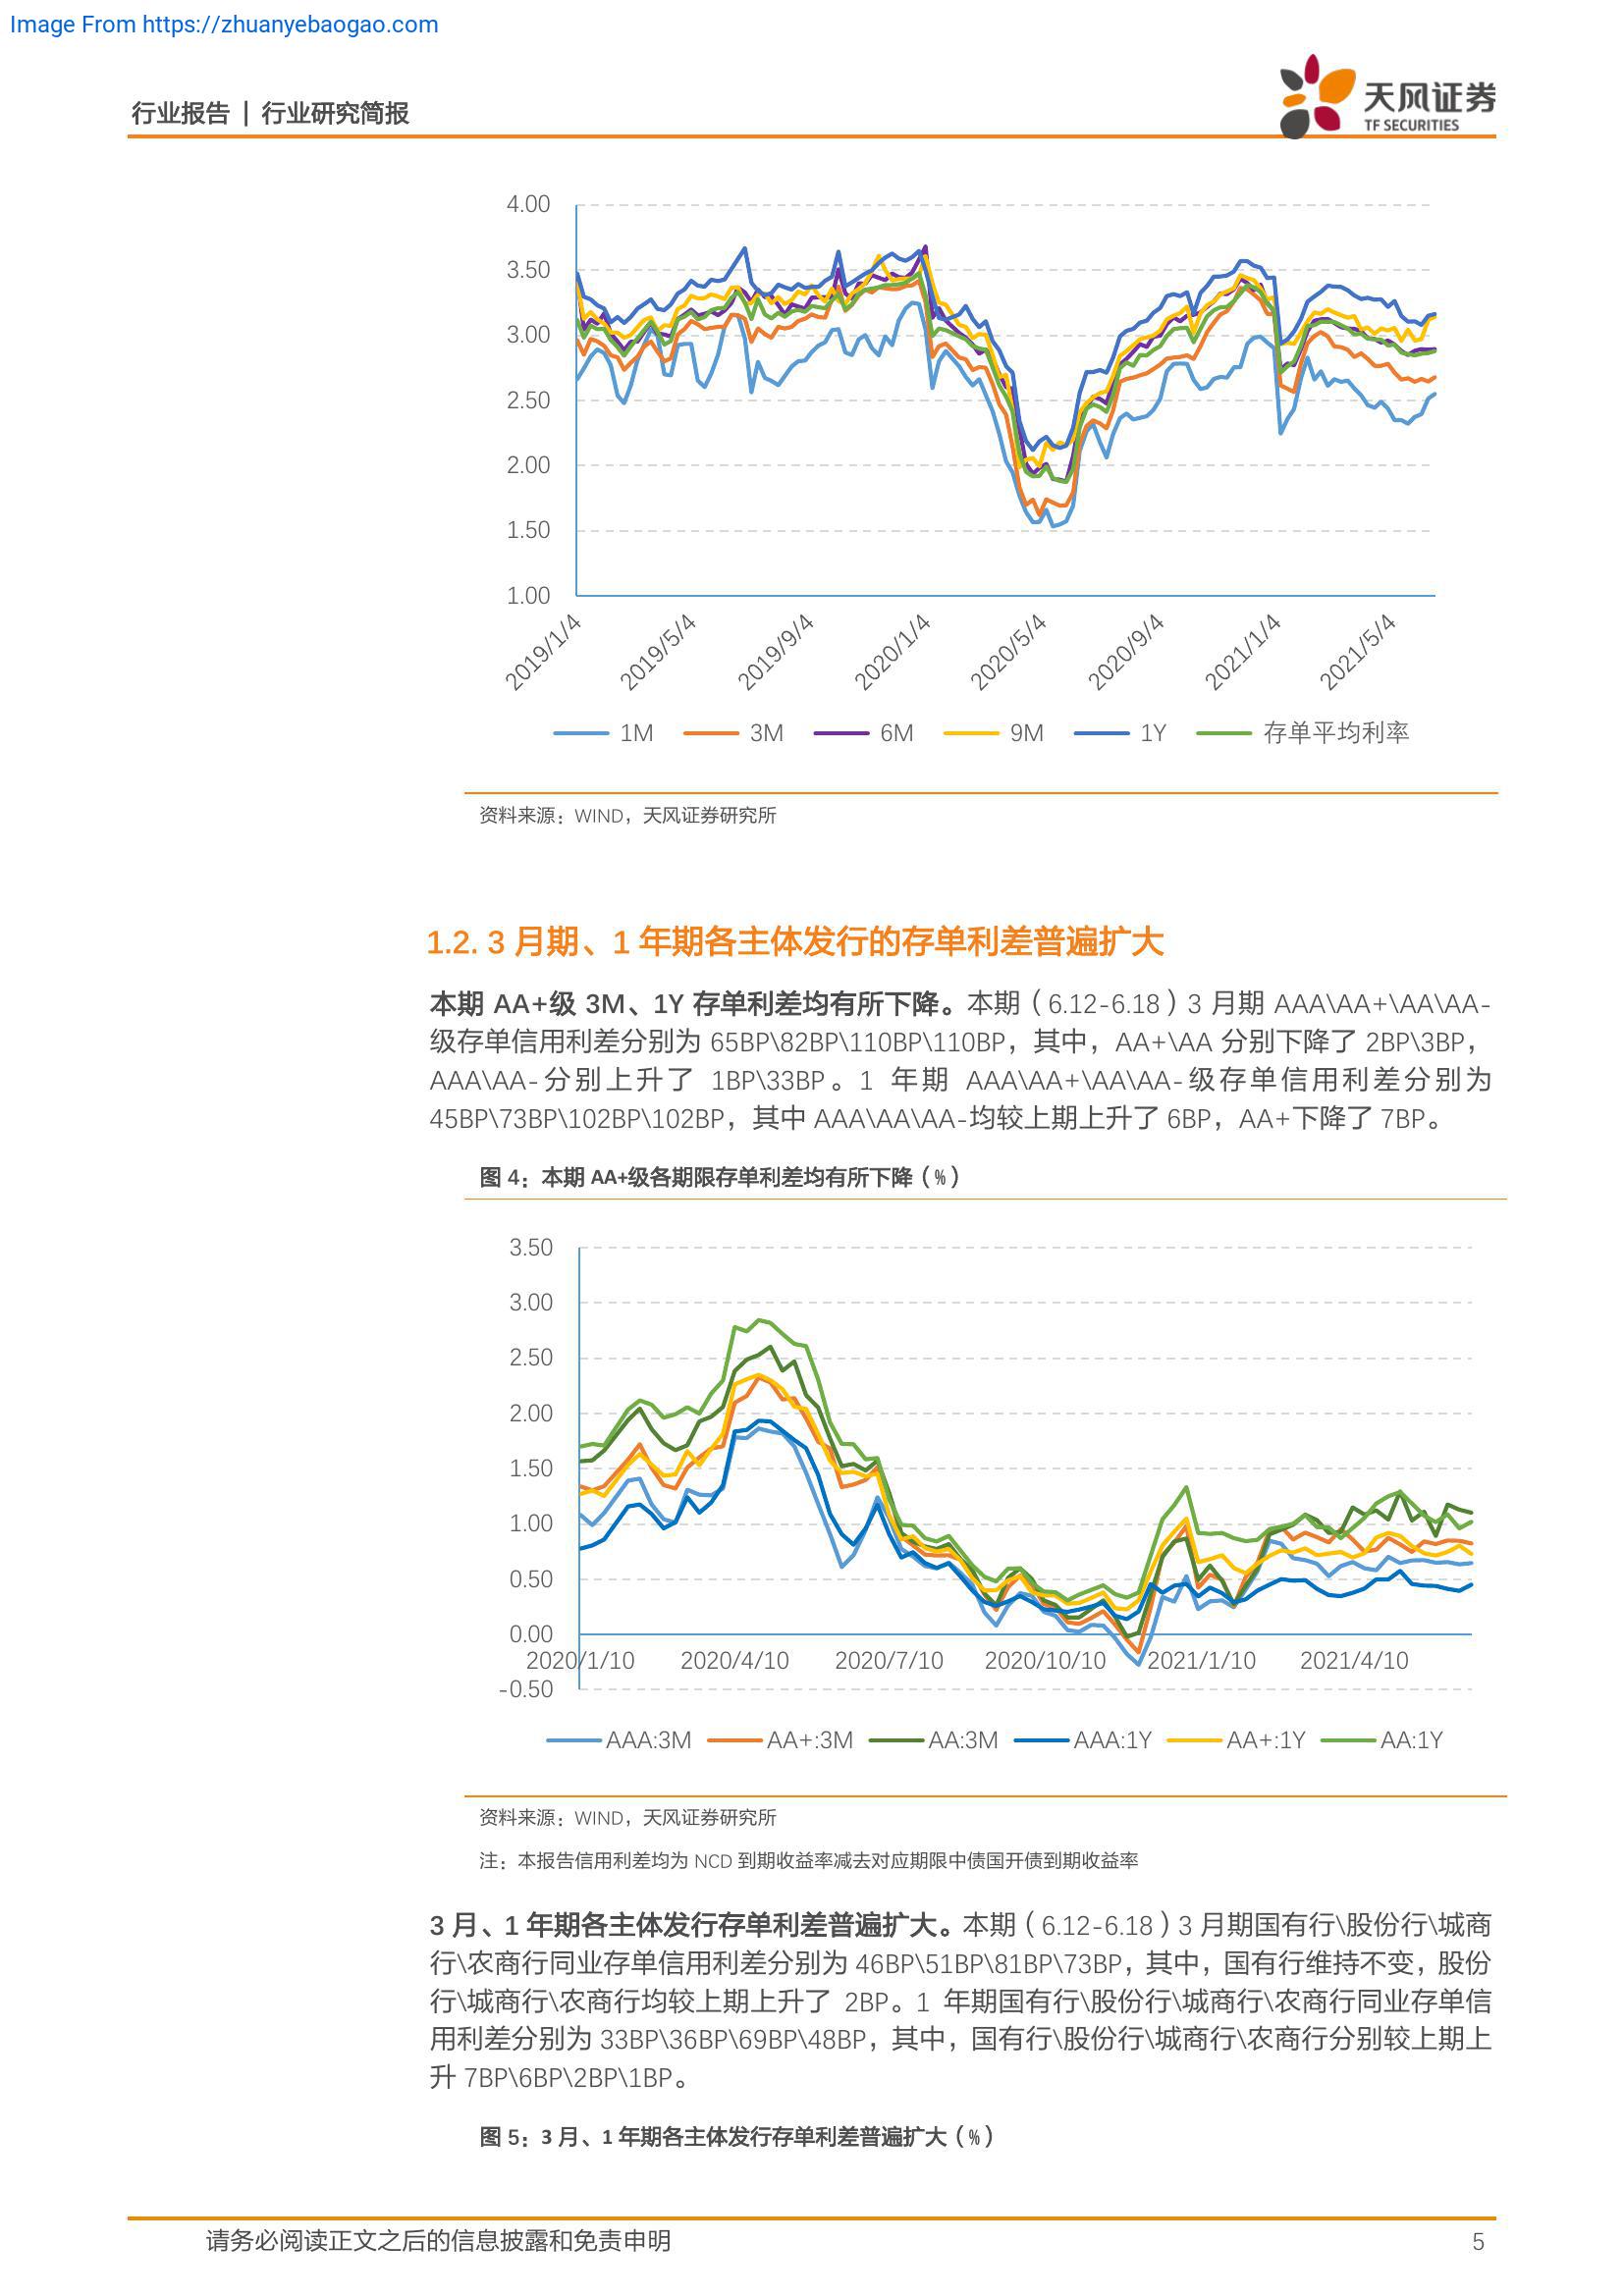 Image From https://zhuanyebaogao.com
行业报告 | 行业研究简报
天风证券
TF SECURITIES
4.00
3.50
3.00
2.50
2.00
1.50
1.00
2019/1/4 2019/5/4 2019/9/4 2020/1/4 2020/5/4 2020/9/4 2021/1/4 2021/5/4
1M 3M 6M 9M 1Y 存单平均利率
资料来源：WIND，天风证券研究所
1.2. 3 月期、1 年期各主体发行的存单利差普遍扩大
本期 AA+级 3M、1Y 存单利差均有所下降。本期（6.12-6.18）3 月期 AAA\AA+\AA\AA-
级存单信用利差分别为 65BP\82BP\110BP\110BP，其中，AA+\AA 分别下降了 2BP\3BP，
AAA\AA-分别上升了 1BP\33BP。1 年期 AAA\AA+\AA\AA-级存单信用利差分别为
45BP\73BP\102BP\102BP，其中 AAA\AA\AA-均较上期上升了 6BP，AA+下降了 7BP。
图 4：本期 AA+级各期限存单利差均有所下降（%）
3.50
3.00
2.50
2.00
1.50
1.00
0.50
0.00
2020/1/10 2020/4/10 2020/7/10 2020/10/10 2021/1/10 2021/4/10
-0.50
AAA:3M AA+:3M AA:3M AAA:1Y AA+:1Y AA:1Y
资料来源：WIND，天风证券研究所
注：本报告信用利差均为 NCD 到期收益率减去对应期限中债国开债到期收益率
3 月、1 年期各主体发行存单利差普遍扩大。本期（6.12-6.18）3 月期国有行\股份行\城商
行\农商行同业存单信用利差分别为 46BP\51BP\81BP\73BP，其中，国有行维持不变，股份
行\城商行\农商行均较上期上升了 2BP。1 年期国有行\股份行\城商行\农商行同业存单信
用利差分别为 33BP\36BP\69BP\48BP，其中，国有行\股份行\城商行\农商行分别较上期上
升 7BP\6BP\2BP\1BP。
图 5：3 月、1 年期各主体发行存单利差普遍扩大（%）
请务必阅读正文之后的信息披露和免责申明 5